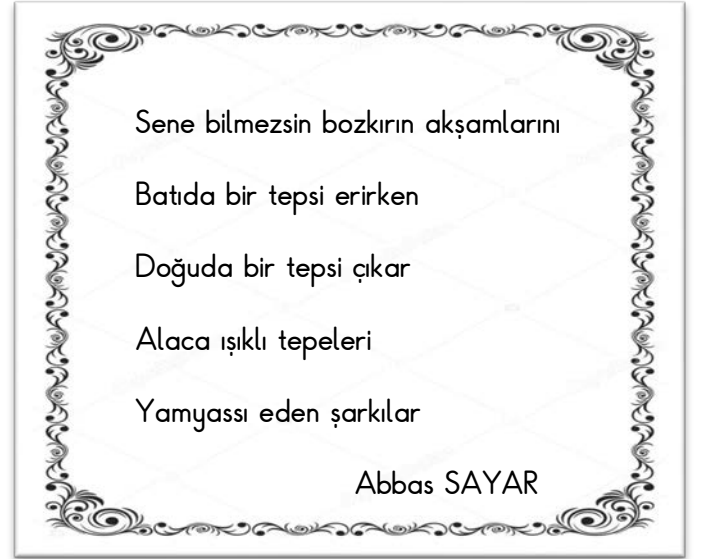 Sene bilmezsin bozkırın akşamlarını
Batıda bir tepsi erirken
Doğuda bir tepsi çıkar
Alaca ışıklı tepeleri
Yamyassı eden şarkılar
Abbas SAYAR